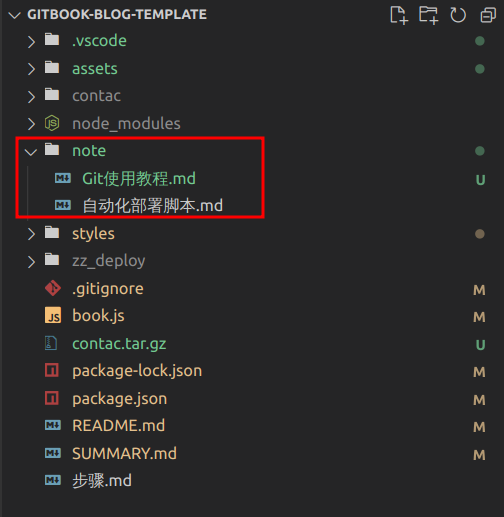 GITBOOK-BLOG-TEMPLATE
.vscode
assets
contac
node_modules
note
Git使用教程.md U
自动化部署脚本.md
styles
zz_deploy
.gitignore M
JS book.js M
contac.tar.gz U
package-lock.json M
package.json M
README.md M
SUMMARY.md M
步骤.md